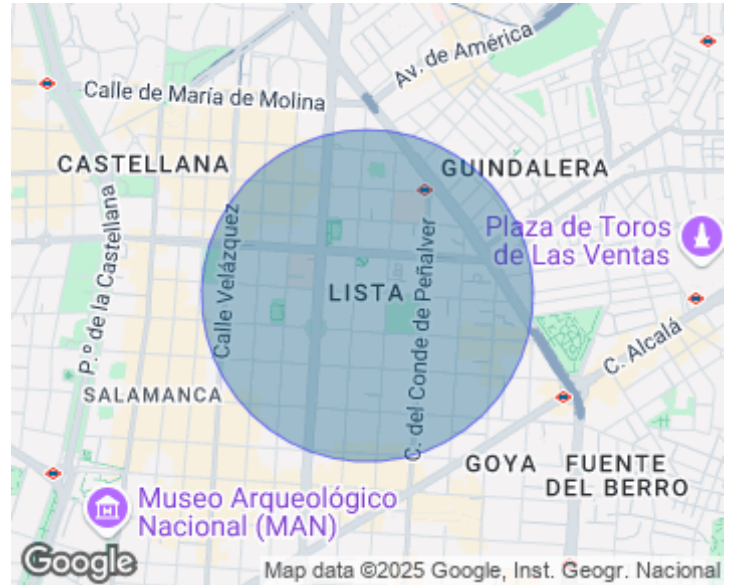 Av. de América
Calle de María de Molina
CASTELLANA
GUINDALERA
Calle Velázquez
Plaza de Toros
de Las Ventas
P.º de la Castellana
C. del Conde de Peñalver
LISTA
C. Alcalá
SALAMANCA
GOYA
FUENTE
DEL BERRO
Museo Arqueológico
Nacional (MAN)
Google
Map data ©2025 Google, Inst. Geogr. Nacional